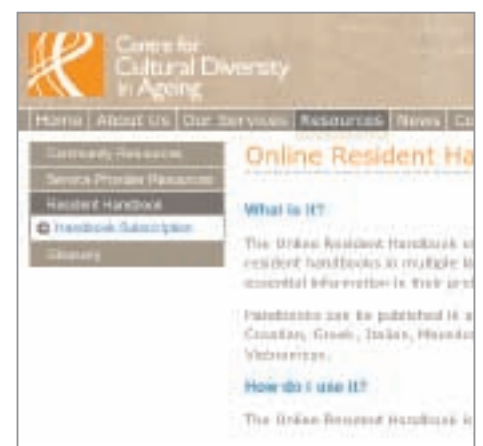 Centre for
Cultural Diversity
in Ageing
Home About Us Our Services Resources News Co
Community Resources
Service Provider Resources
Resident Handbook
Handbook Subscription
Glossary
Online Resident Ha
What is it?
The Online Resident Handbook
resident handbooks in multiple
essential information in their
Handbooks can be published in
Croatian, Greek, Italian,
Vietnamese.
How do I use it?
The Online Resident Handbook is